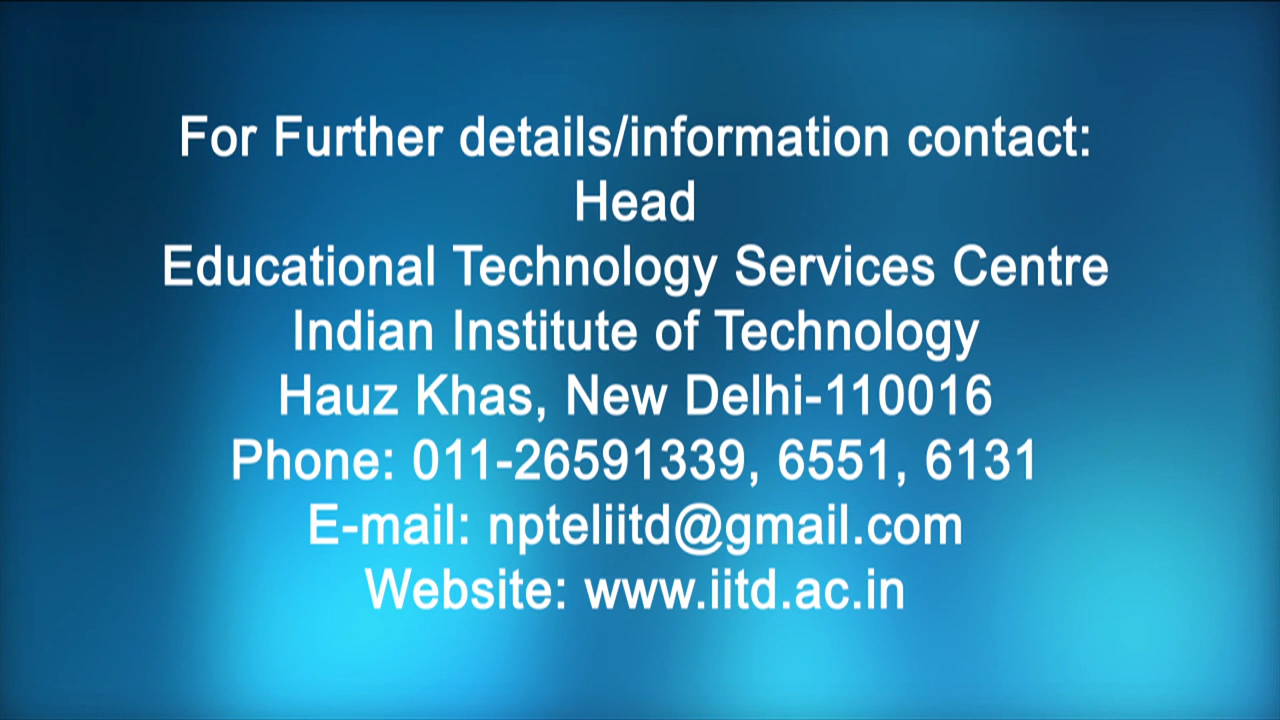 For Further details/information contact:
Head
Educational Technology Services Centre
Indian Institute of Technology
Hauz Khas, New Delhi-110016
Phone: 011-26591339, 6551, 6131
E-mail: npteliitd@gmail.com
Website: www.iitd.ac.in